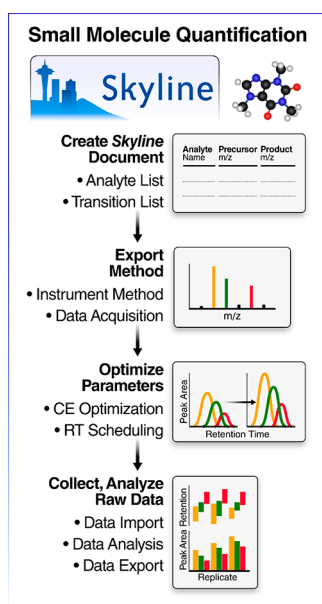 Small Molecule Quantification
Skyline
Create Skyline
Document
• Analyte List
• Transition List
Analyte Precursor Product
Name m/z m/z
Export
Method
• Instrument Method
• Data Acquisition
m/z
Optimize
Parameters
• CE Optimization
• RT Scheduling
Peak Area
Retention Time
Collect, Analyze
Raw Data
• Data Import
• Data Analysis
• Data Export
Retention
Peak Area
Replicate